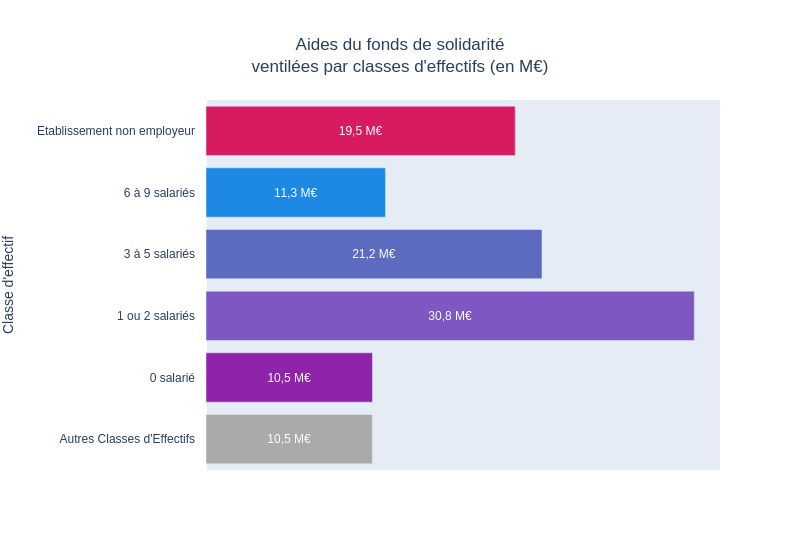 Aides du fonds de solidarité
ventilées par classes d'effectifs (en M€)
Classe d'effectif
Etablissement non employeur
19,5 M€
6 à 9 salariés
11,3 M€
3 à 5 salariés
21,2 M€
1 ou 2 salariés
30,8 M€
0 salarié
10,5 M€
Autres Classes d'Effectifs
10,5 M€